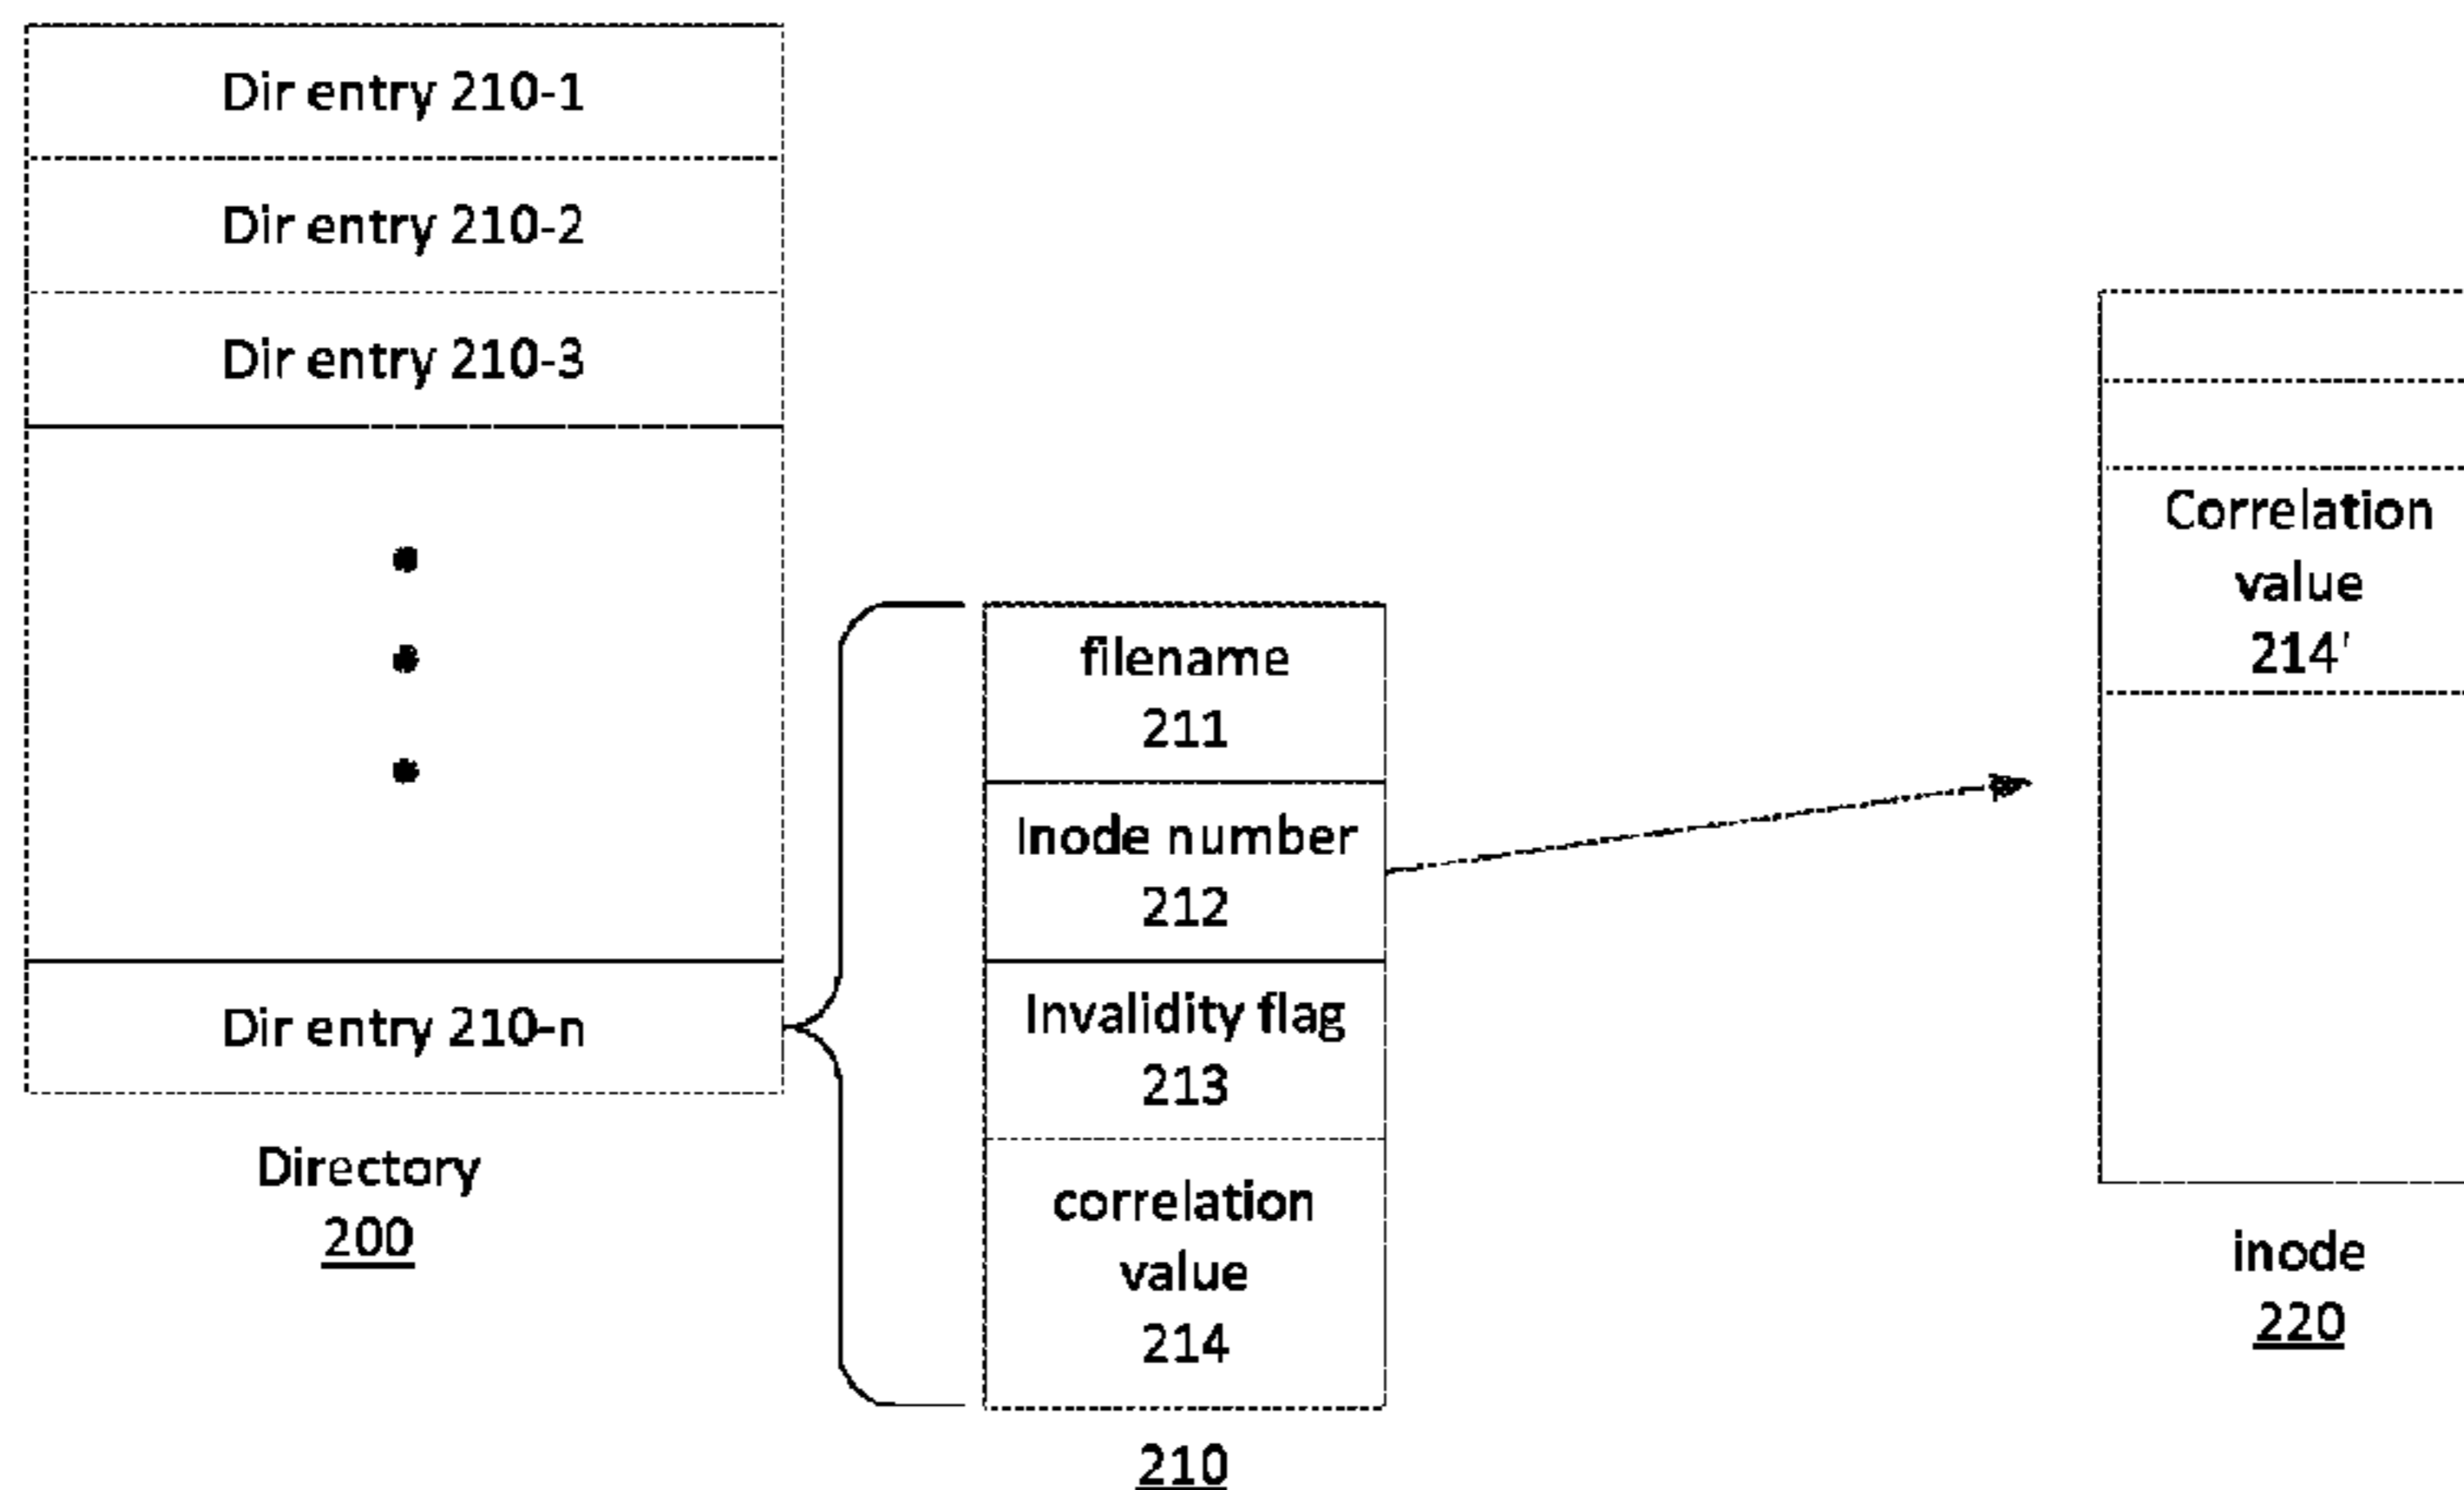 Dir entry 210-1
Dir entry 210-2
Dir entry 210-3
Dir entry 210-n
Directory
200
filename
211
Inode number
212
Invalidity flag
213
correlation
value
214
210
Correlation
value
214'
inode
220